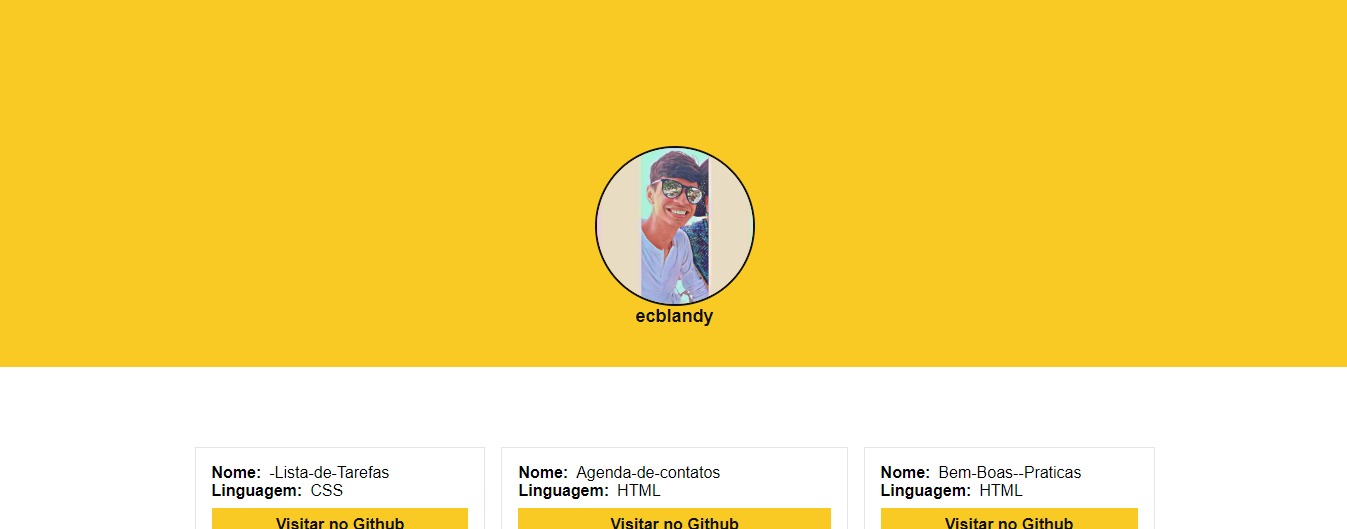 ecblandy
Nome: -Lista-de-Tarefas
Linguagem: CSS
Visitar no Github
Nome: Agenda-de-contatos
Linguagem: HTML
Visitar no Github
Nome: Bem-Boas--Praticas
Linguagem: HTML
Visitar no Github